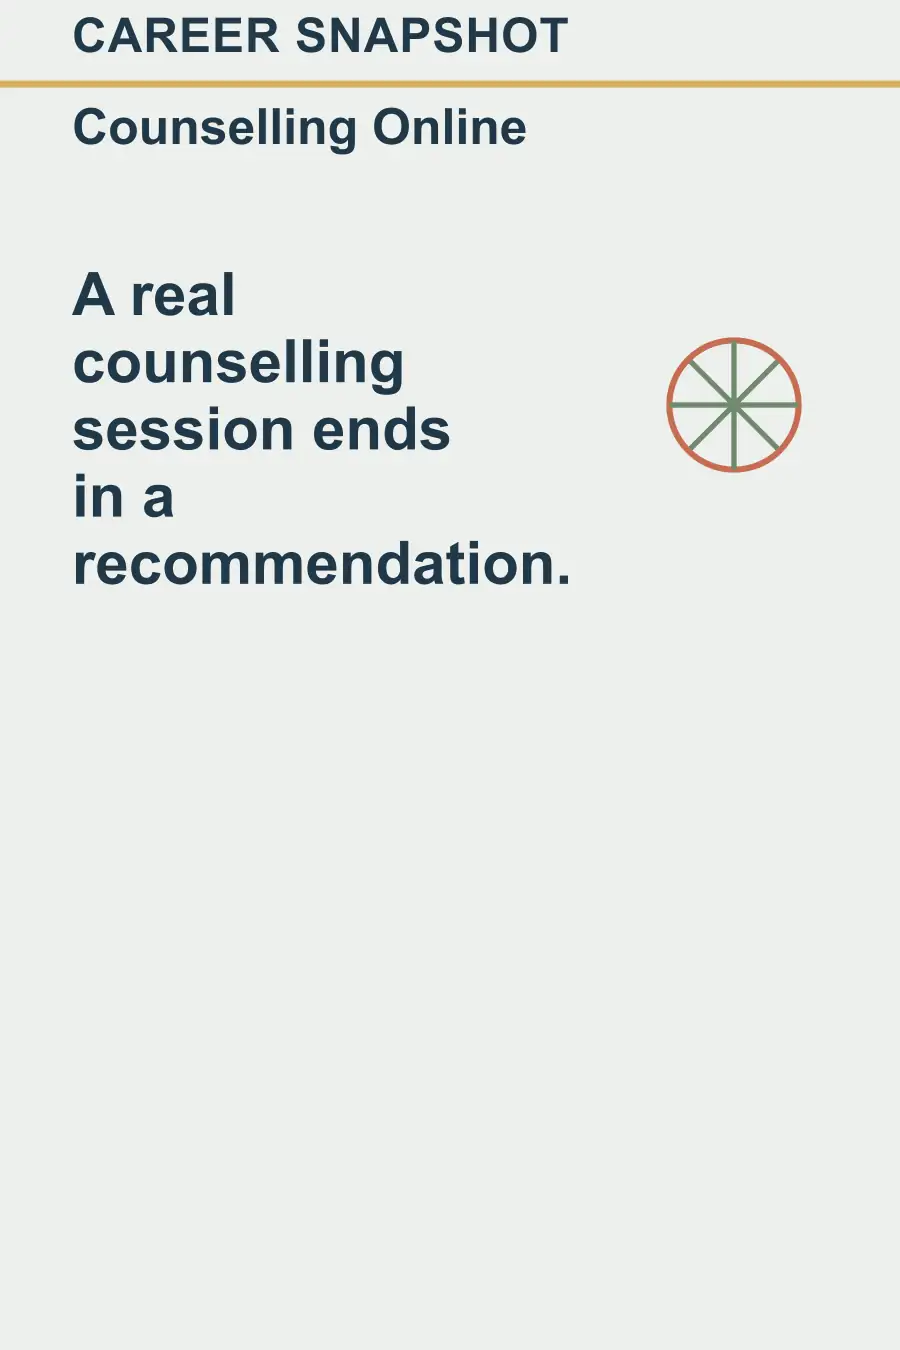 CAREER SNAPSHOT
Counselling Online
A real
counselling
session ends
in a
recommendation.